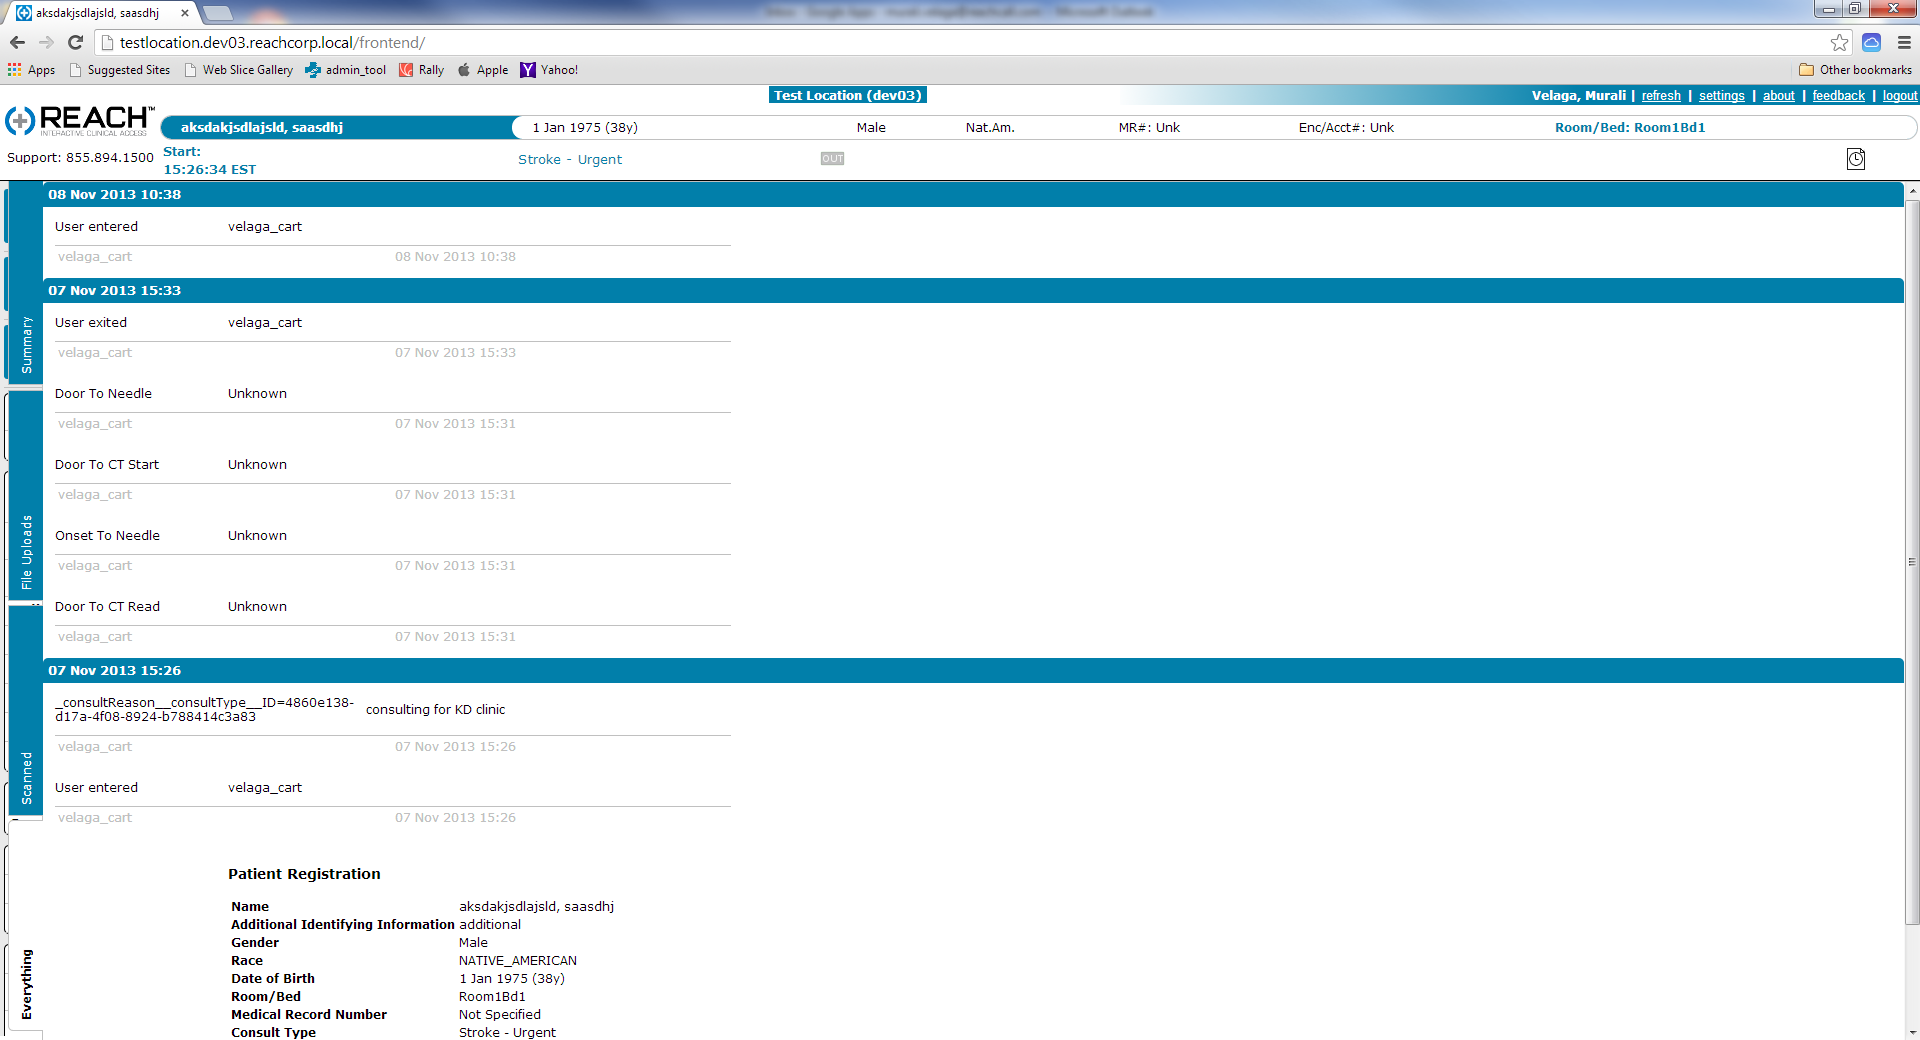 aksdakjsdlajsld, saasdhj
testlocation.dev03.reachcorp.local/frontend/
Apps Suggested Sites Web Slice Gallery admin_tool Rally Apple Yahoo! Other bookmarks
Test Location (dev03) Velaga, Murali | refresh | settings | about | feedback | logout
REACH™
INTERACTIVE CLINICAL ACCESS
aksdakjsdlajsld, saasdhj 1 Jan 1975 (38y) Male Nat.Am. MR#: Unk Enc/Acct#: Unk Room/Bed: Room1Bd1
Support: 855.894.1500 Start:
15:26:34 EST
Stroke - Urgent OUT
08 Nov 2013 10:38
User entered velaga_cart
velaga_cart 08 Nov 2013 10:38
07 Nov 2013 15:33
User exited velaga_cart
velaga_cart 07 Nov 2013 15:33
Door To Needle Unknown
velaga_cart 07 Nov 2013 15:31
Door To CT Start Unknown
velaga_cart 07 Nov 2013 15:31
Onset To Needle Unknown
velaga_cart 07 Nov 2013 15:31
Door To CT Read Unknown
velaga_cart 07 Nov 2013 15:31
07 Nov 2013 15:26
_consultReason__consultType__ID=4860e138-
d17a-4f08-8924-b788414c3a83 consulting for KD clinic
velaga_cart 07 Nov 2013 15:26
User entered velaga_cart
velaga_cart 07 Nov 2013 15:26
Patient Registration
Name aksdakjsdlajsld, saasdhj
Additional Identifying Information additional
Gender Male
Race NATIVE_AMERICAN
Date of Birth 1 Jan 1975 (38y)
Room/Bed Room1Bd1
Medical Record Number Not Specified
Consult Type Stroke - Urgent
Summary
File Uploads
Scanned
Everything